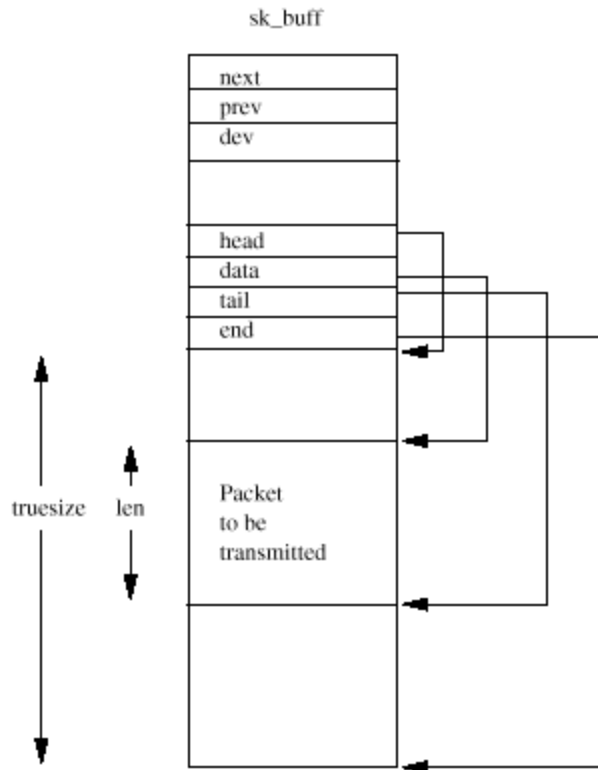 sk_buff
next
prev
dev
head
data
tail
end
truesize
len
Packet
to be
transmitted